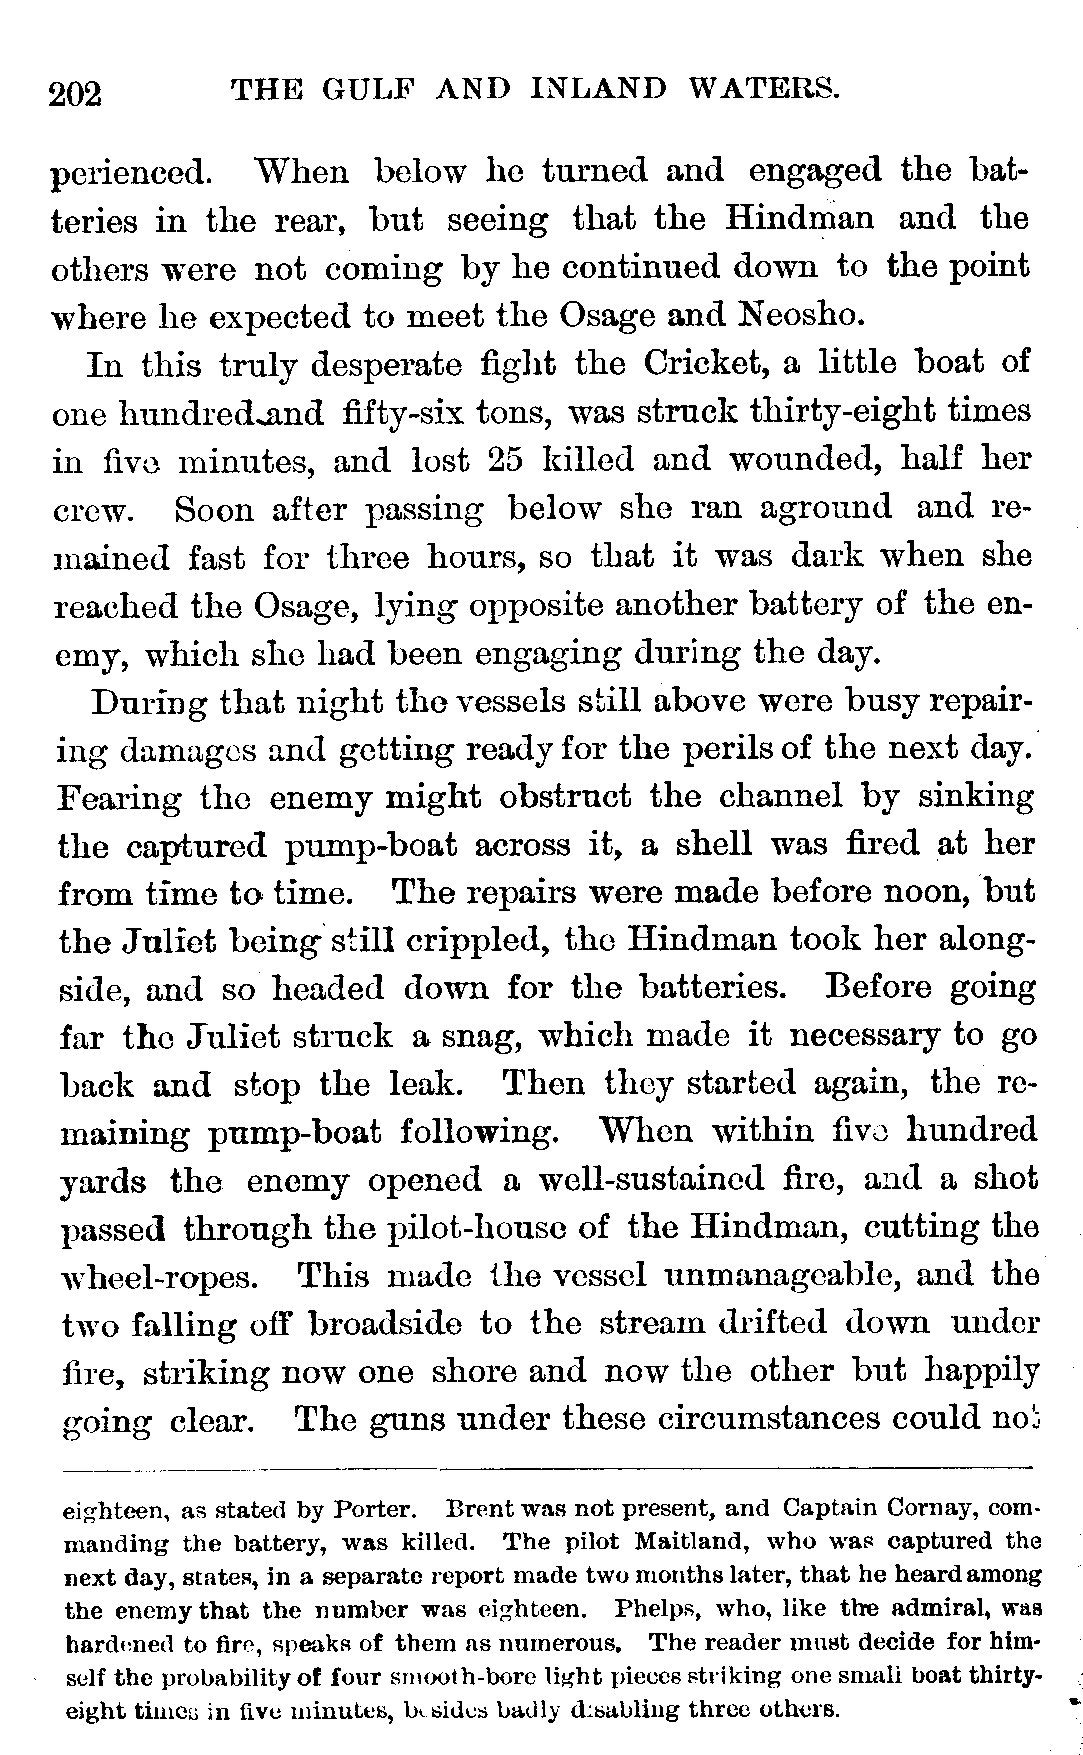 202 THE GULF AND INLAND WATERS.
perienced. When below he turned and engaged the bat-
teries in the rear, but seeing that the Hindman and the
others were not coming by he continued down to the point
where he expected to meet the Osage and Neosho.
In this truly desperate fight the Cricket, a little boat of
one hundred and fifty-six tons, was struck thirty-eight times
in five minutes, and lost 25 killed and wounded, half her
crew. Soon after passing below she ran aground and re-
mained fast for three hours, so that it was dark when she
reached the Osage, lying opposite another battery of the en-
emy, which she had been engaging during the day.
During that night the vessels still above were busy repair-
ing damages and getting ready for the perils of the next day.
Fearing the enemy might obstruct the channel by sinking
the captured pump-boat across it, a shell was fired at her
from time to time. The repairs were made before noon, but
the Juliet being still crippled, the Hindman took her along-
side, and so headed down for the batteries. Before going
far the Juliet struck a snag, which made it necessary to go
back and stop the leak. Then they started again, the re-
maining pump-boat following. When within five hundred
yards the enemy opened a well-sustained fire, and a shot
passed through the pilot-house of the Hindman, cutting the
wheel-ropes. This made the vessel unmanageable, and the
two falling off broadside to the stream drifted down under
fire, striking now one shore and now the other but happily
going clear. The guns under these circumstances could not
eighteen, as stated by Porter. Brent was not present, and Captain Cornay, com-
manding the battery, was killed. The pilot Maitland, who was captured the
next day, states, in a separate report made two months later, that he heard among
the enemy that the number was eighteen. Phelps, who, like the admiral, was
hardened to fire, speaks of them as numerous. The reader must decide for him-
self the probability of four smooth-bore light pieces striking one small boat thirty-
eight times in five minutes, besides badly disabling three others.